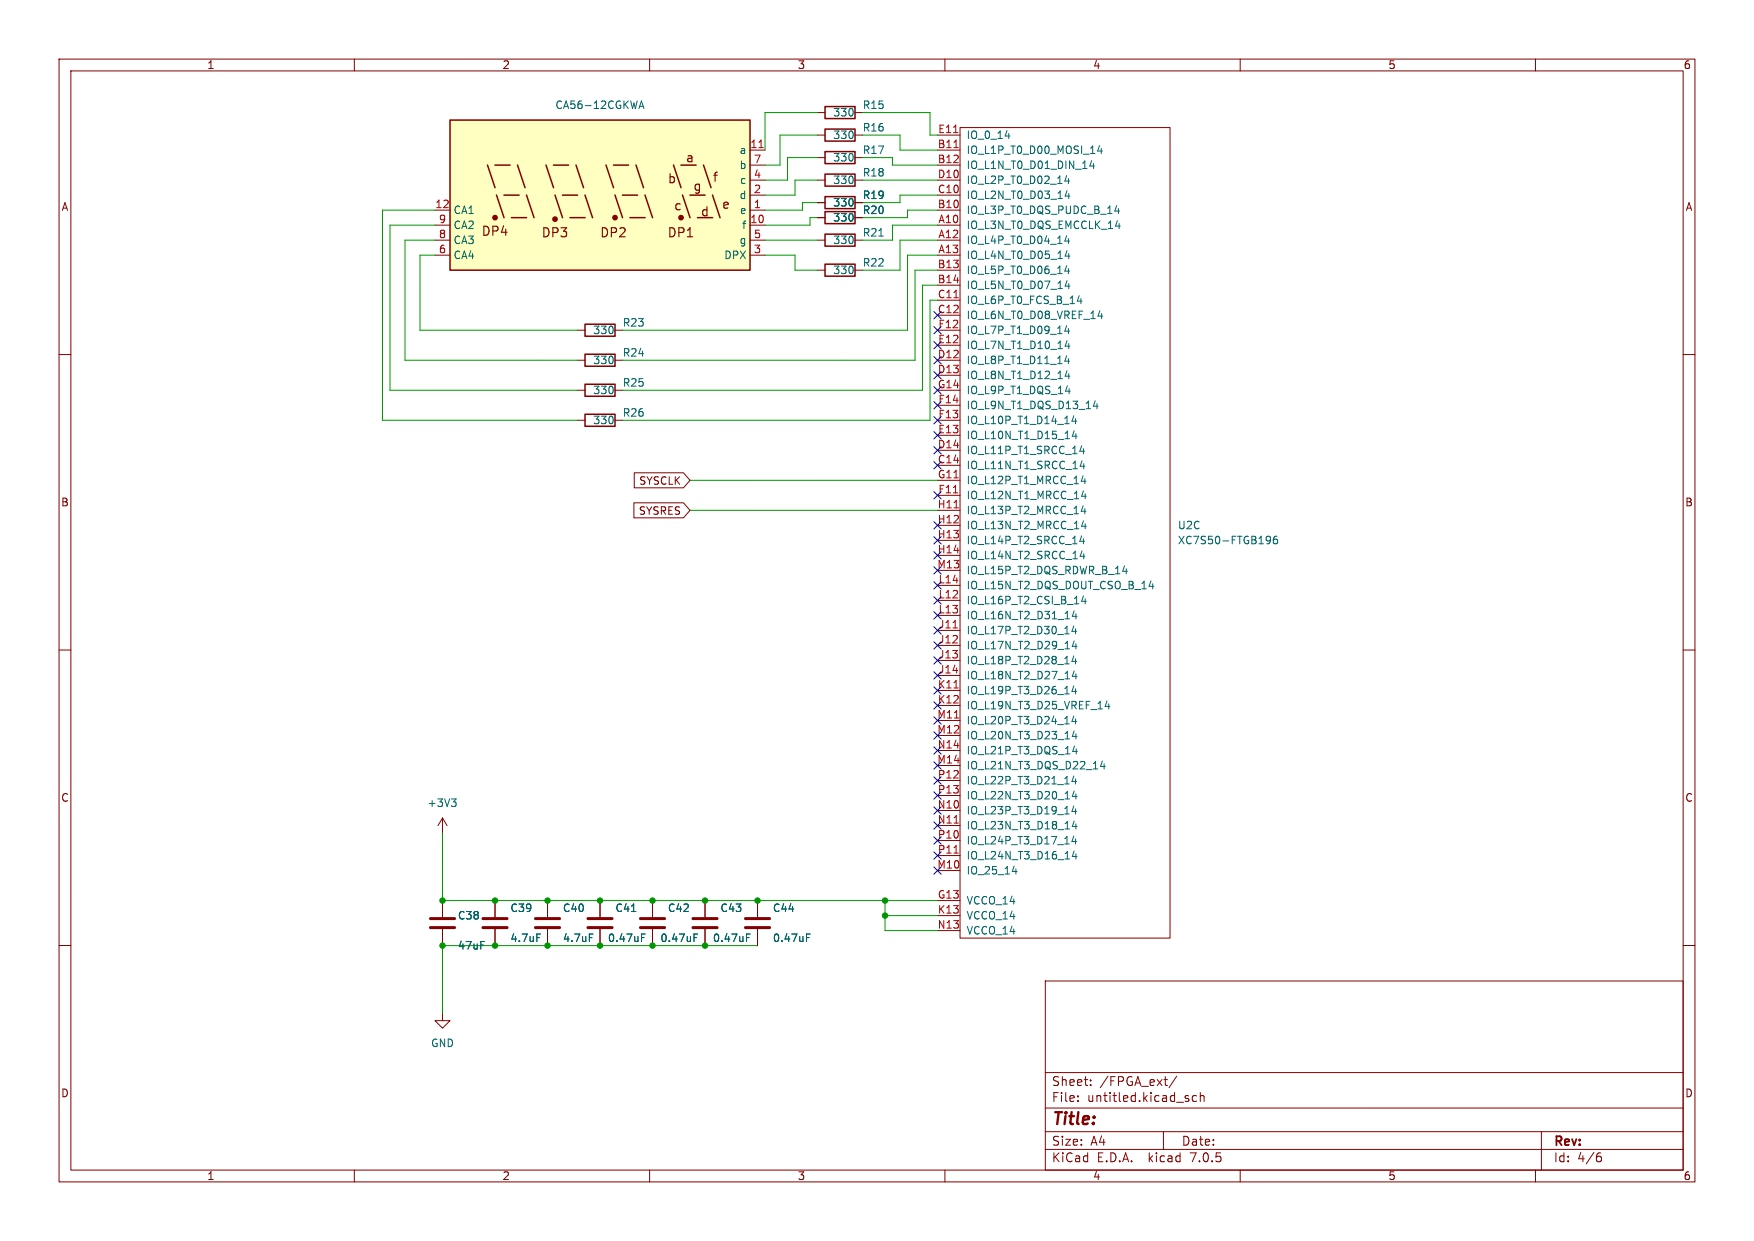 1 2 3 4 5 6
A
B
C
D
CA56-12CGKWA
a
b f
g
c e
d
DP4 DP3 DP2 DP1
12 CA1
9 CA2
8 CA3
6 CA4
11 a
7 b
4 c
2 d
1 e
10 f
5 g
3 DPX
330 R15
330 R16
330 R17
330 R18
330 R19
330 R20
330 R21
330 R22
330 R23
330 R24
330 R25
330 R26
SYSCLK
SYSRES
E11 IO_0_14
B11 IO_L1P_T0_D00_MOSI_14
B12 IO_L1N_T0_D01_DIN_14
D10 IO_L2P_T0_D02_14
C10 IO_L2N_T0_D03_14
B10 IO_L3P_T0_DQS_PUDC_B_14
A10 IO_L3N_T0_DQS_EMCCLK_14
A12 IO_L4P_T0_D04_14
A13 IO_L4N_T0_D05_14
B13 IO_L5P_T0_D06_14
B14 IO_L5N_T0_D07_14
C11 IO_L6P_T0_FCS_B_14
C12 IO_L6N_T0_D08_VREF_14
F12 IO_L7P_T1_D09_14
E12 IO_L7N_T1_D10_14
D12 IO_L8P_T1_D11_14
D13 IO_L8N_T1_D12_14
G14 IO_L9P_T1_DQS_14
F14 IO_L9N_T1_DQS_D13_14
F13 IO_L10P_T1_D14_14
E13 IO_L10N_T1_D15_14
D14 IO_L11P_T1_SRCC_14
C14 IO_L11N_T1_SRCC_14
G11 IO_L12P_T1_MRCC_14
F11 IO_L12N_T1_MRCC_14
H11 IO_L13P_T2_MRCC_14
H12 IO_L13N_T2_MRCC_14
H13 IO_L14P_T2_SRCC_14
H14 IO_L14N_T2_SRCC_14
M13 IO_L15P_T2_DQS_RDWR_B_14
L14 IO_L15N_T2_DQS_DOUT_CSO_B_14
L12 IO_L16P_T2_CSI_B_14
L13 IO_L16N_T2_D31_14
J11 IO_L17P_T2_D30_14
J12 IO_L17N_T2_D29_14
J13 IO_L18P_T2_D28_14
J14 IO_L18N_T2_D27_14
K11 IO_L19P_T3_D26_14
K12 IO_L19N_T3_D25_VREF_14
M11 IO_L20P_T3_D24_14
M12 IO_L20N_T3_D23_14
N14 IO_L21P_T3_DQS_14
M14 IO_L21N_T3_DQS_D22_14
P12 IO_L22P_T3_D21_14
P13 IO_L22N_T3_D20_14
N10 IO_L23P_T3_D19_14
N11 IO_L23N_T3_D18_14
P10 IO_L24P_T3_D17_14
P11 IO_L24N_T3_D16_14
M10 IO_25_14
G13 VCCO_14
K13 VCCO_14
N13 VCCO_14
U2C
XC7S50-FTGB196
+3V3
C38 C39 C40 C41 C42 C43 C44
47uF 4.7uF 4.7uF 0.47uF 0.47uF 0.47uF 0.47uF
GND
A
B
C
D
Sheet: /FPGA_ext/
File: untitled.kicad_sch
Title:
Size: A4 Date: Rev:
KiCad E.D.A. kicad 7.0.5 Id: 4/6
1 2 3 4 5 6